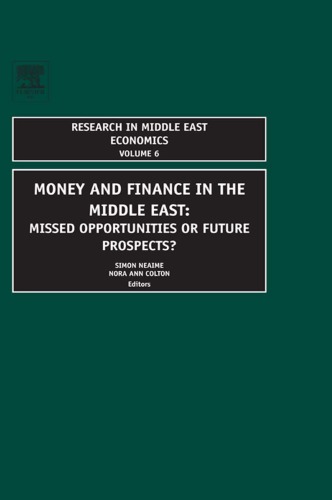 RESEARCH IN MIDDLE EAST
ECONOMICS
VOLUME 6
MONEY AND FINANCE IN THE
MIDDLE EAST:
MISSED OPPORTUNITIES OR FUTURE
PROSPECTS?
SIMON NEAIME
NORA ANN COLTON
Editors